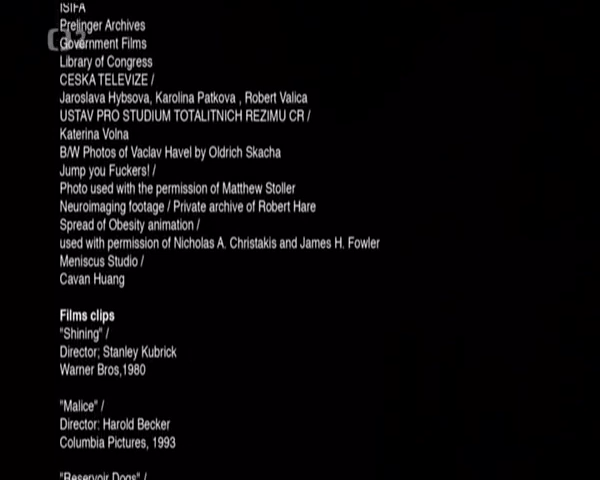 ISIFA
Prelinger Archives
Government Films
Library of Congress
CESKA TELEVIZE /
Jaroslava Hybsova, Karolina Patkova , Robert Valica
USTAV PRO STUDIUM TOTALITNICH REZIMU CR /
Katerina Volna
B/W Photos of Vaclav Havel by Oldrich Skacha
Jump you Fuckers! /
Photo used with the permission of Matthew Stoller
Neuroimaging footage / Private archive of Robert Hare
Spread of Obesity animation /
used with permission of Nicholas A. Christakis and James H. Fowler
Meniscus Studio /
Cavan Huang
Films clips
"Shining" /
Director; Stanley Kubrick
Warner Bros,1980
"Malice" /
Director: Harold Becker
Columbia Pictures, 1993
"Reservoir Dogs" /